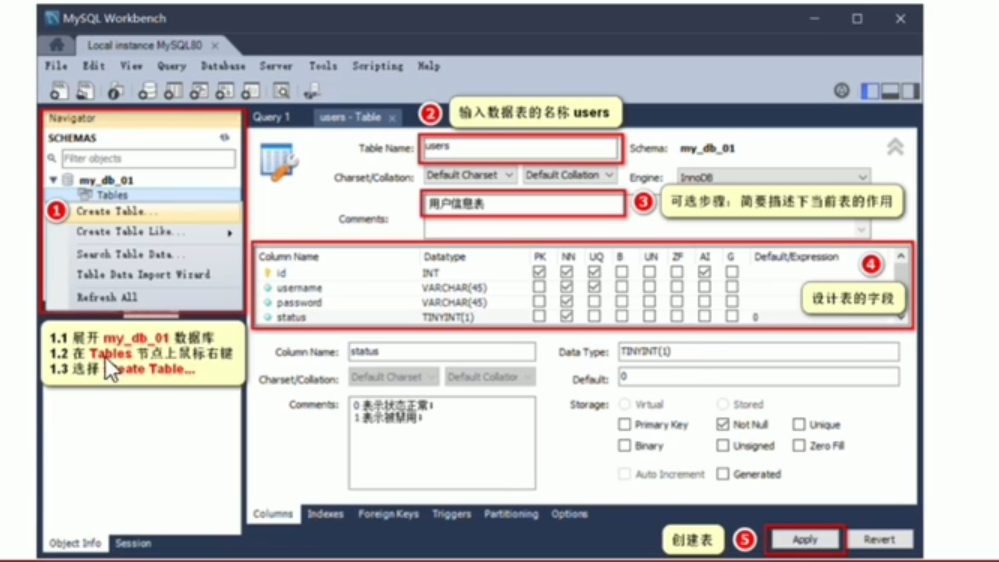 MySQL Workbench
Local instance MySQL80 ×
File Edit View Query Database Server Tools Scripting Help
Navigator
SCHEMAS
Filter objects
my_db_01
Tables
1
Create Table...
Create Table Like...
Search Table Data...
Table Data Import Wizard
Refresh All
1.1 展开 my_db_01 数据库
1.2 在 Tables 节点上鼠标右键
1.3 选择 Create Table...
Object Info Session
Query 1 users - Table ×
2 输入数据表的名称 users
Table Name: users Schema: my_db_01
Charset/Collation: Default Charset Default Collation Engine: InnoDB
Comments: 用户信息表
3 可选步骤：简要描述下当前表的作用
Column Name Datatype PK NN UQ B UN ZF AI G Default/Expression
id INT
username VARCHAR(45)
password VARCHAR(45)
status TINYINT(1) 0
4
设计表的字段
Column Name: status Data Type: TINYINT(1)
Charset/Collation: Default Charset Default Collation Default: 0
Comments: 0 表示状态正常；
1 表示被禁用；
Storage: Virtual Stored
Primary Key Not Null Unique
Binary Unsigned Zero Fill
Auto Increment Generated
Columns Indexes Foreign Keys Triggers Partitioning Options
创建表 5 Apply Revert